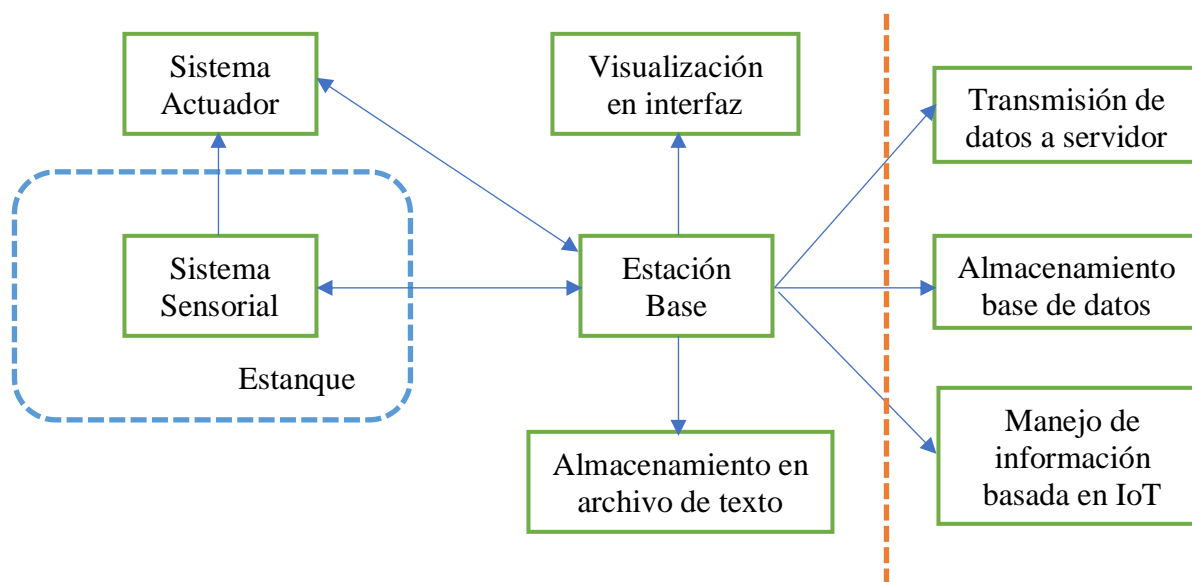 Sistema
Actuador
Visualización
en interfaz
Transmisión de
datos a servidor
Sistema
Sensorial
Estación
Base
Almacenamiento
base de datos
Estanque
Almacenamiento en
archivo de texto
Manejo de
información
basada en IoT